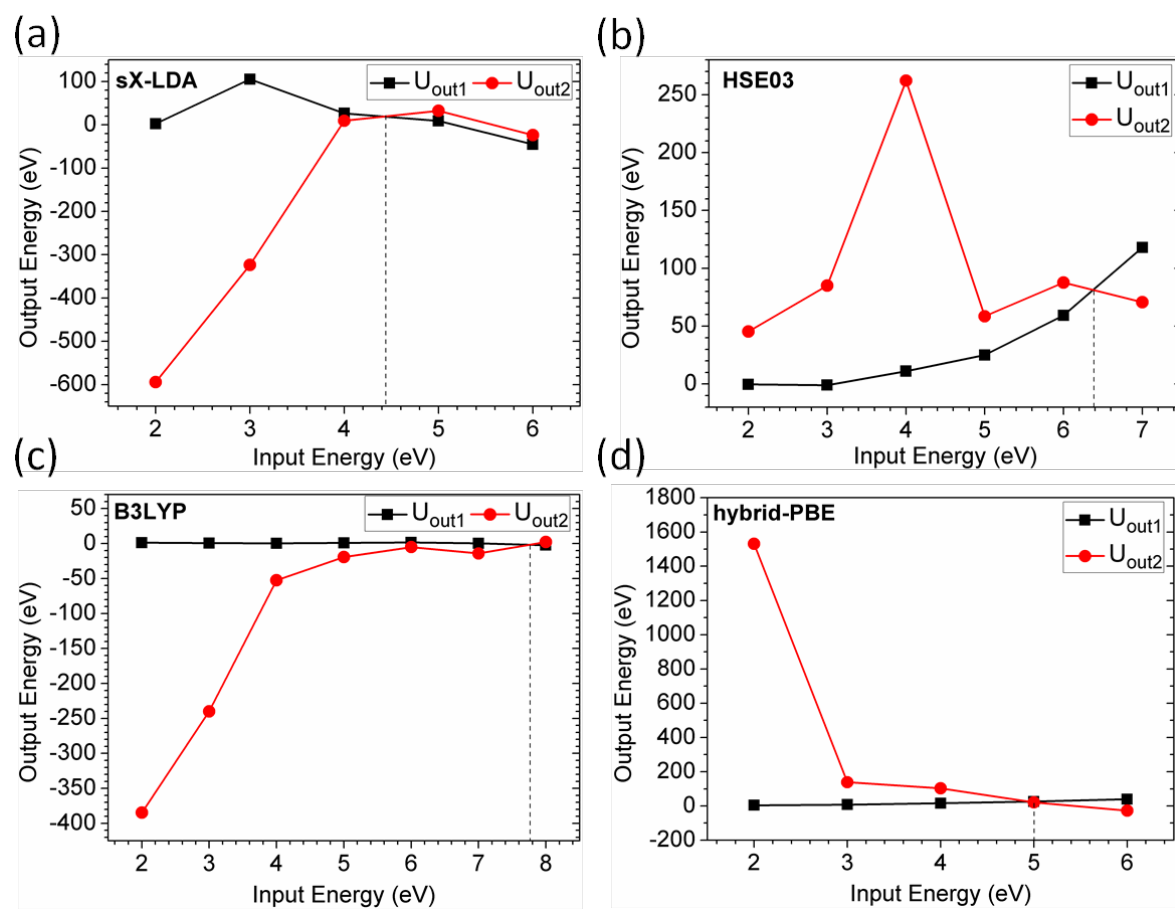 (a)
sX-LDA
U_out1 U_out2
100
0
-100
-200
-300
-400
-500
-600
Output Energy (eV)
2 3 4 5 6
Input Energy (eV)
(b)
HSE03
U_out1
U_out2
250
200
150
100
50
0
Output Energy (eV)
2 3 4 5 6 7
Input Energy (eV)
(c)
B3LYP
U_out1 U_out2
50
0
-50
-100
-150
-200
-250
-300
-350
-400
Output Energy (eV)
2 3 4 5 6 7 8
Input Energy (eV)
(d)
hybrid-PBE
U_out1
U_out2
1800
1600
1400
1200
1000
800
600
400
200
0
-200
Output Energy (eV)
2 3 4 5 6
Input Energy (eV)